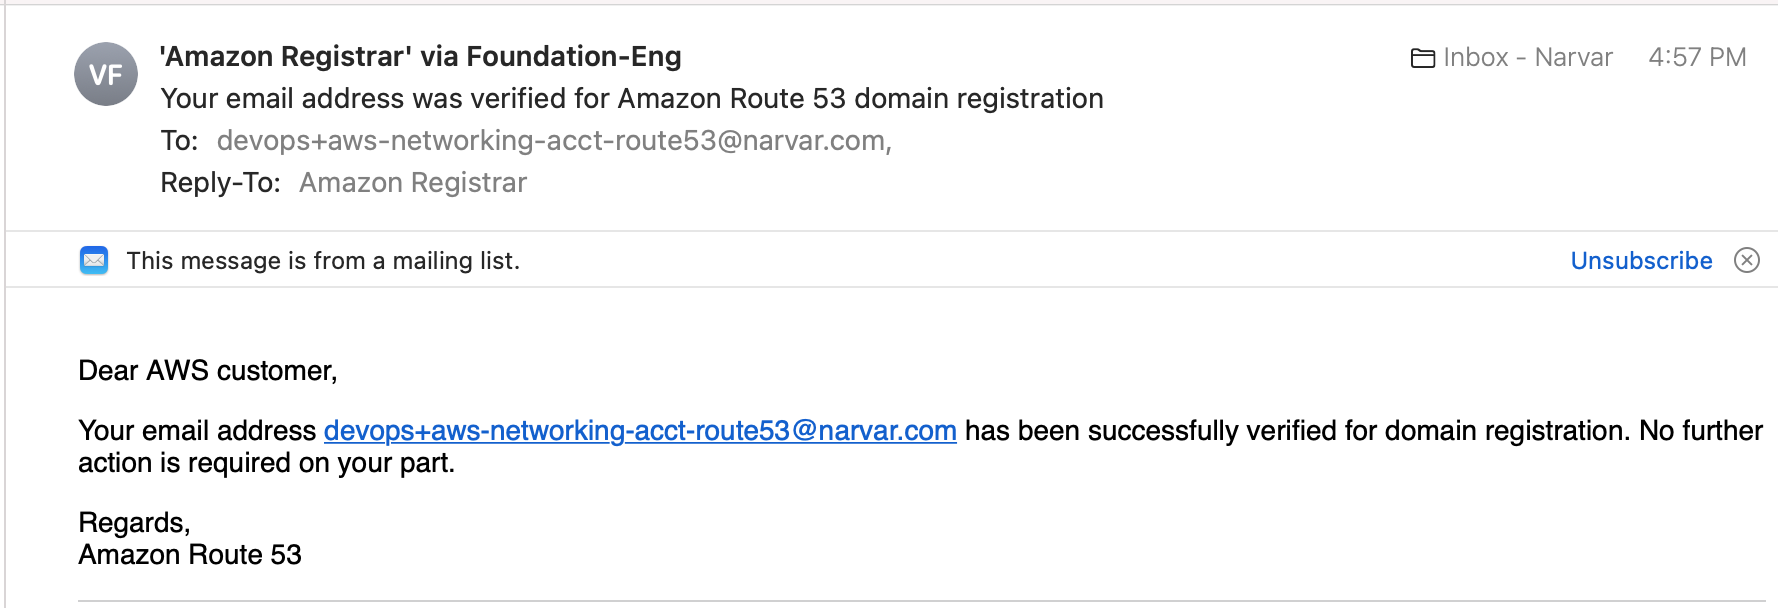 VF
'Amazon Registrar' via Foundation-Eng
Inbox - Narvar 4:57 PM
Your email address was verified for Amazon Route 53 domain registration
To: devops+aws-networking-acct-route53@narvar.com,
Reply-To: Amazon Registrar
This message is from a mailing list.
Unsubscribe
Dear AWS customer,
Your email address devops+aws-networking-acct-route53@narvar.com has been successfully verified for domain registration. No further
action is required on your part.
Regards,
Amazon Route 53